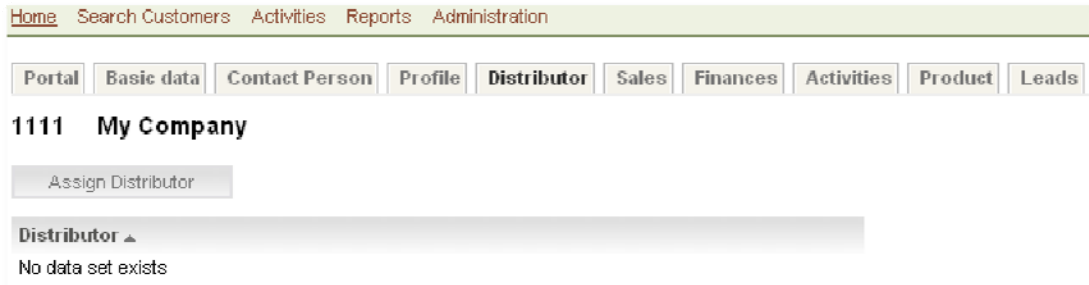 Home Search Customers Activities Reports Administration
Portal Basic data Contact Person Profile Distributor Sales Finances Activities Product Leads
1111 My Company
Assign Distributor
Distributor
No data set exists